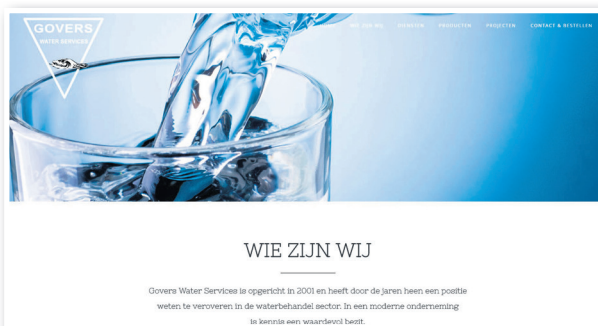 GOVERS
WATER SERVICES
WIE ZIJN WIJ DIENSTEN PRODUCTEN PROJECTEN CONTACT & BESTELLEN
WIE ZIJN WIJ
Govers Water Services is opgericht in 2001 en heeft door de jaren heen een positie
weten te veroveren in de waterbehandel sector. In een moderne onderneming
is kennis een waardevol bezit.